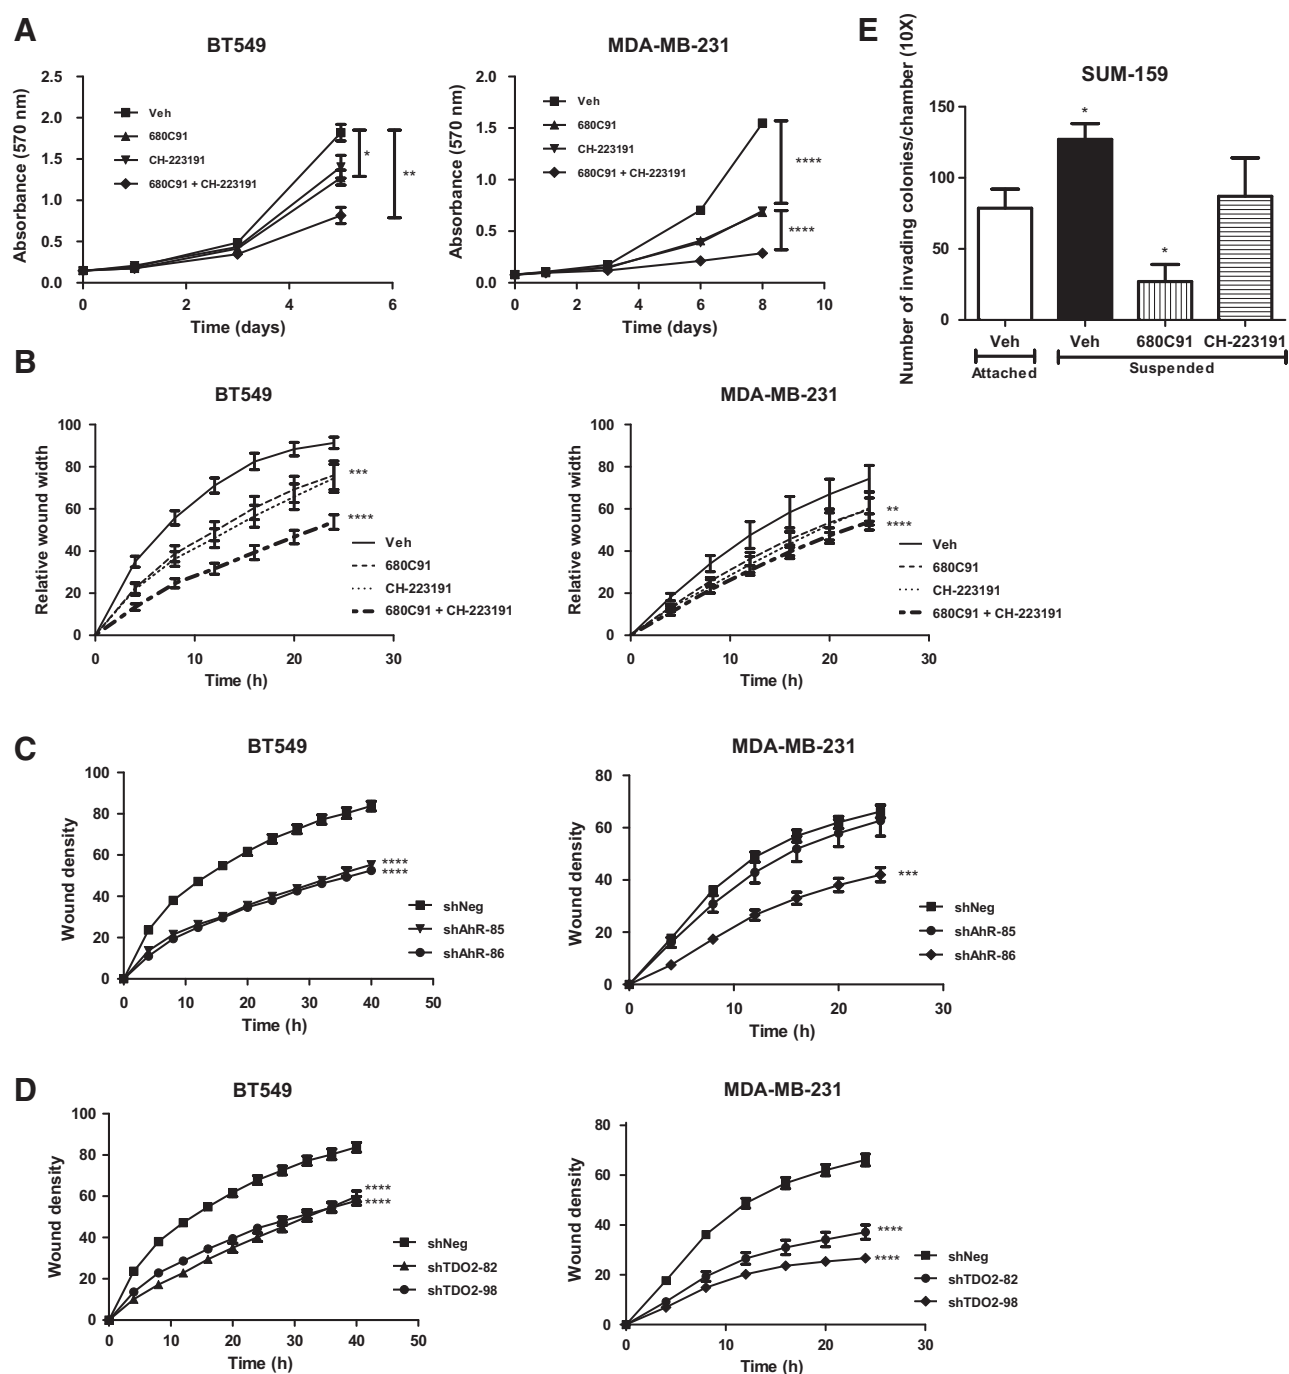 A
BT549
Absorbance (570 nm)
2.5
2.0
1.5
1.0
0.5
0.0
0 2 4 6
Time (days)
Veh
680C91
CH-223191
680C91 + CH-223191
*
**
MDA-MB-231
Absorbance (570 nm)
2.0
1.5
1.0
0.5
0.0
0 2 4 6 8 10
Time (days)
Veh
680C91
CH-223191
680C91 + CH-223191
****
****
E
SUM-159
Number of invading colonies/chamber (10X)
150
100
50
0
*
*
Veh Veh 680C91 CH-223191
Attached Suspended
B
BT549
Relative wound width
100
80
60
40
20
0
0 10 20 30
Time (h)
***
****
Veh
680C91
CH-223191
680C91 + CH-223191
MDA-MB-231
Relative wound width
100
80
60
40
20
0
0 10 20 30
Time (h)
**
****
Veh
680C91
CH-223191
680C91 + CH-223191
C
BT549
Wound density
100
80
60
40
20
0
0 10 20 30 40 50
Time (h)
****
****
shNeg
shAhR-85
shAhR-86
MDA-MB-231
Wound density
80
60
40
20
0
0 10 20 30
Time (h)
***
shNeg
shAhR-85
shAhR-86
D
BT549
Wound density
100
80
60
40
20
0
0 10 20 30 40 50
Time (h)
****
****
shNeg
shTDO2-82
shTDO2-98
MDA-MB-231
Wound density
80
60
40
20
0
0 10 20 30
Time (h)
****
****
shNeg
shTDO2-82
shTDO2-98